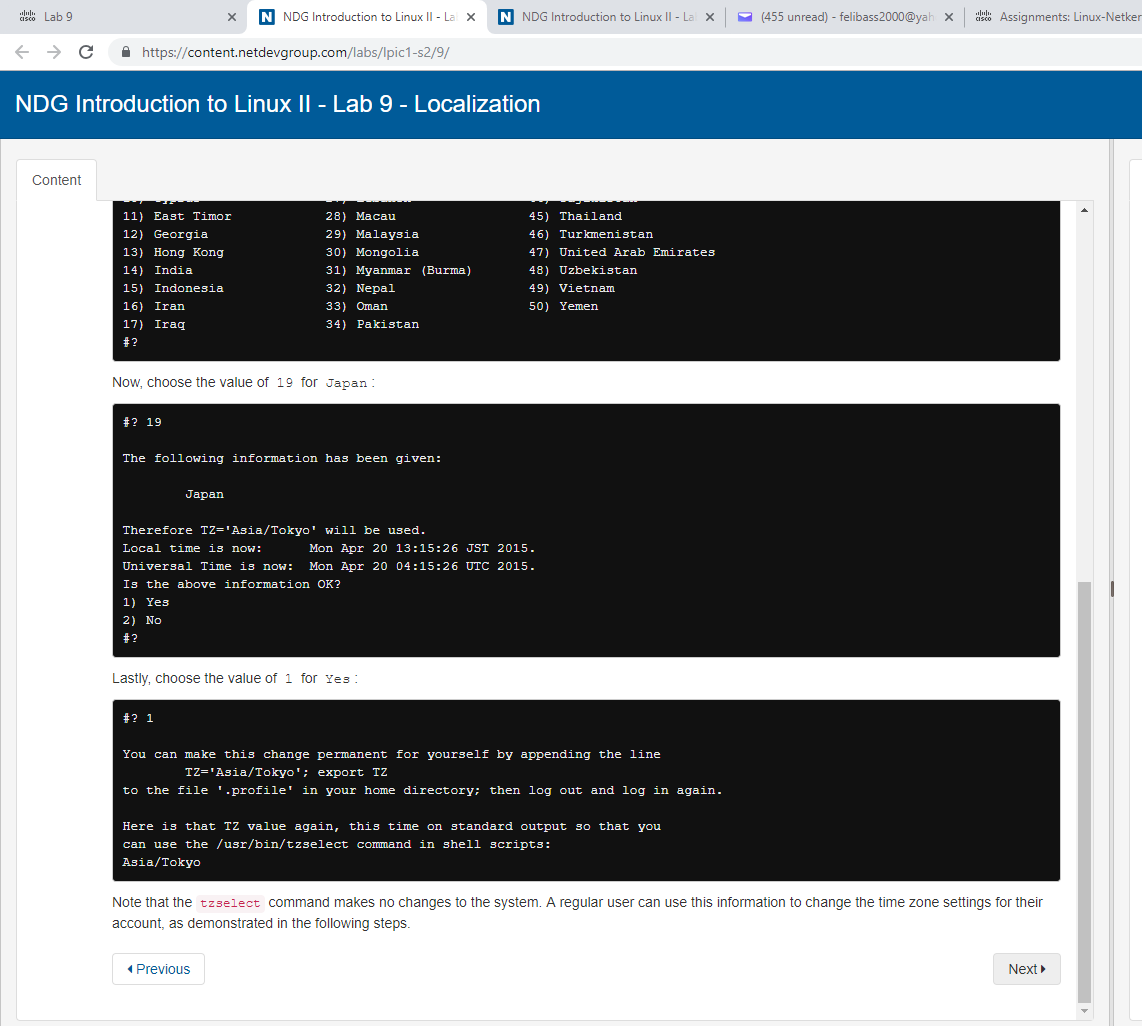 Lab 9
NDG Introduction to Linux II - La
NDG Introduction to Linux II - La
(455 unread) - felibass2000@yah
Assignments: Linux-Netker
https://content.netdevgroup.com/labs/lpic1-s2/9/
NDG Introduction to Linux II - Lab 9 - Localization
Content
11) East Timor 28) Macau 45) Thailand
12) Georgia 29) Malaysia 46) Turkmenistan
13) Hong Kong 30) Mongolia 47) United Arab Emirates
14) India 31) Myanmar (Burma) 48) Uzbekistan
15) Indonesia 32) Nepal 49) Vietnam
16) Iran 33) Oman 50) Yemen
17) Iraq 34) Pakistan
#?
Now, choose the value of 19 for Japan:
#? 19
The following information has been given:
Japan
Therefore TZ='Asia/Tokyo' will be used.
Local time is now: Mon Apr 20 13:15:26 JST 2015.
Universal Time is now: Mon Apr 20 04:15:26 UTC 2015.
Is the above information OK?
1) Yes
2) No
#?
Lastly, choose the value of 1 for Yes:
#? 1
You can make this change permanent for yourself by appending the line
TZ='Asia/Tokyo'; export TZ
to the file '.profile' in your home directory; then log out and log in again.
Here is that TZ value again, this time on standard output so that you
can use the /usr/bin/tzselect command in shell scripts:
Asia/Tokyo
Note that the tzselect command makes no changes to the system. A regular user can use this information to change the time zone settings for their
account, as demonstrated in the following steps.
Previous
Next